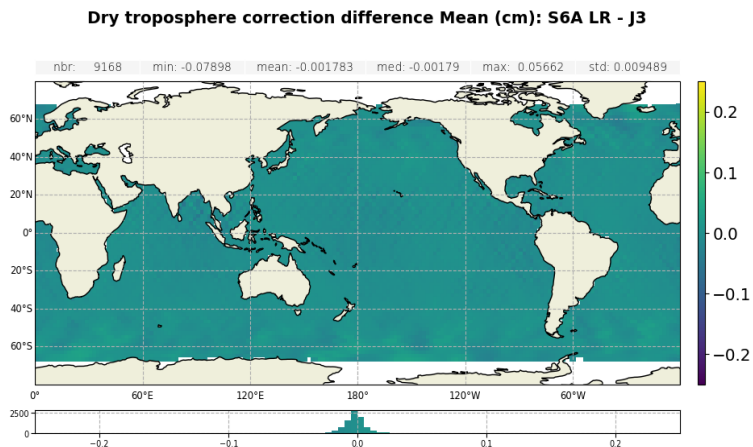 Dry troposphere correction difference Mean (cm): S6A LR - J3
nbr: 9168 min: -0.07898 mean: -0.001783 med: -0.00179 max: 0.05662 std: 0.009489
60°N
40°N
20°N
0°
20°S
40°S
60°S
0° 60°E 120°E 180° 120°W 60°W
0.2
0.1
0.0
−0.1
−0.2
2500
0
−0.2 −0.1 0.0 0.1 0.2